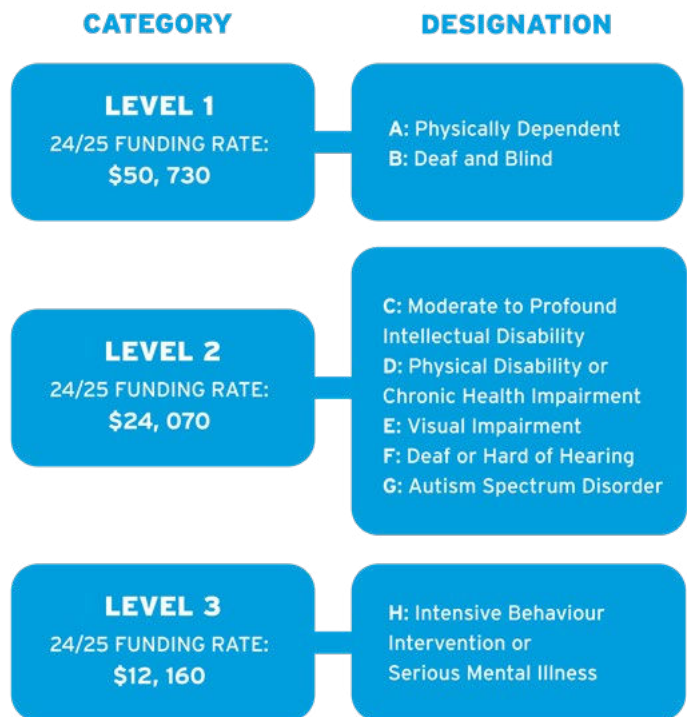 CATEGORY
DESIGNATION
LEVEL 1
24/25 FUNDING RATE:
$50, 730
A: Physically Dependent
B: Deaf and Blind
LEVEL 2
24/25 FUNDING RATE:
$24, 070
C: Moderate to Profound
Intellectual Disability
D: Physical Disability or
Chronic Health Impairment
E: Visual Impairment
F: Deaf or Hard of Hearing
G: Autism Spectrum Disorder
LEVEL 3
24/25 FUNDING RATE:
$12, 160
H: Intensive Behaviour
Intervention or
Serious Mental Illness